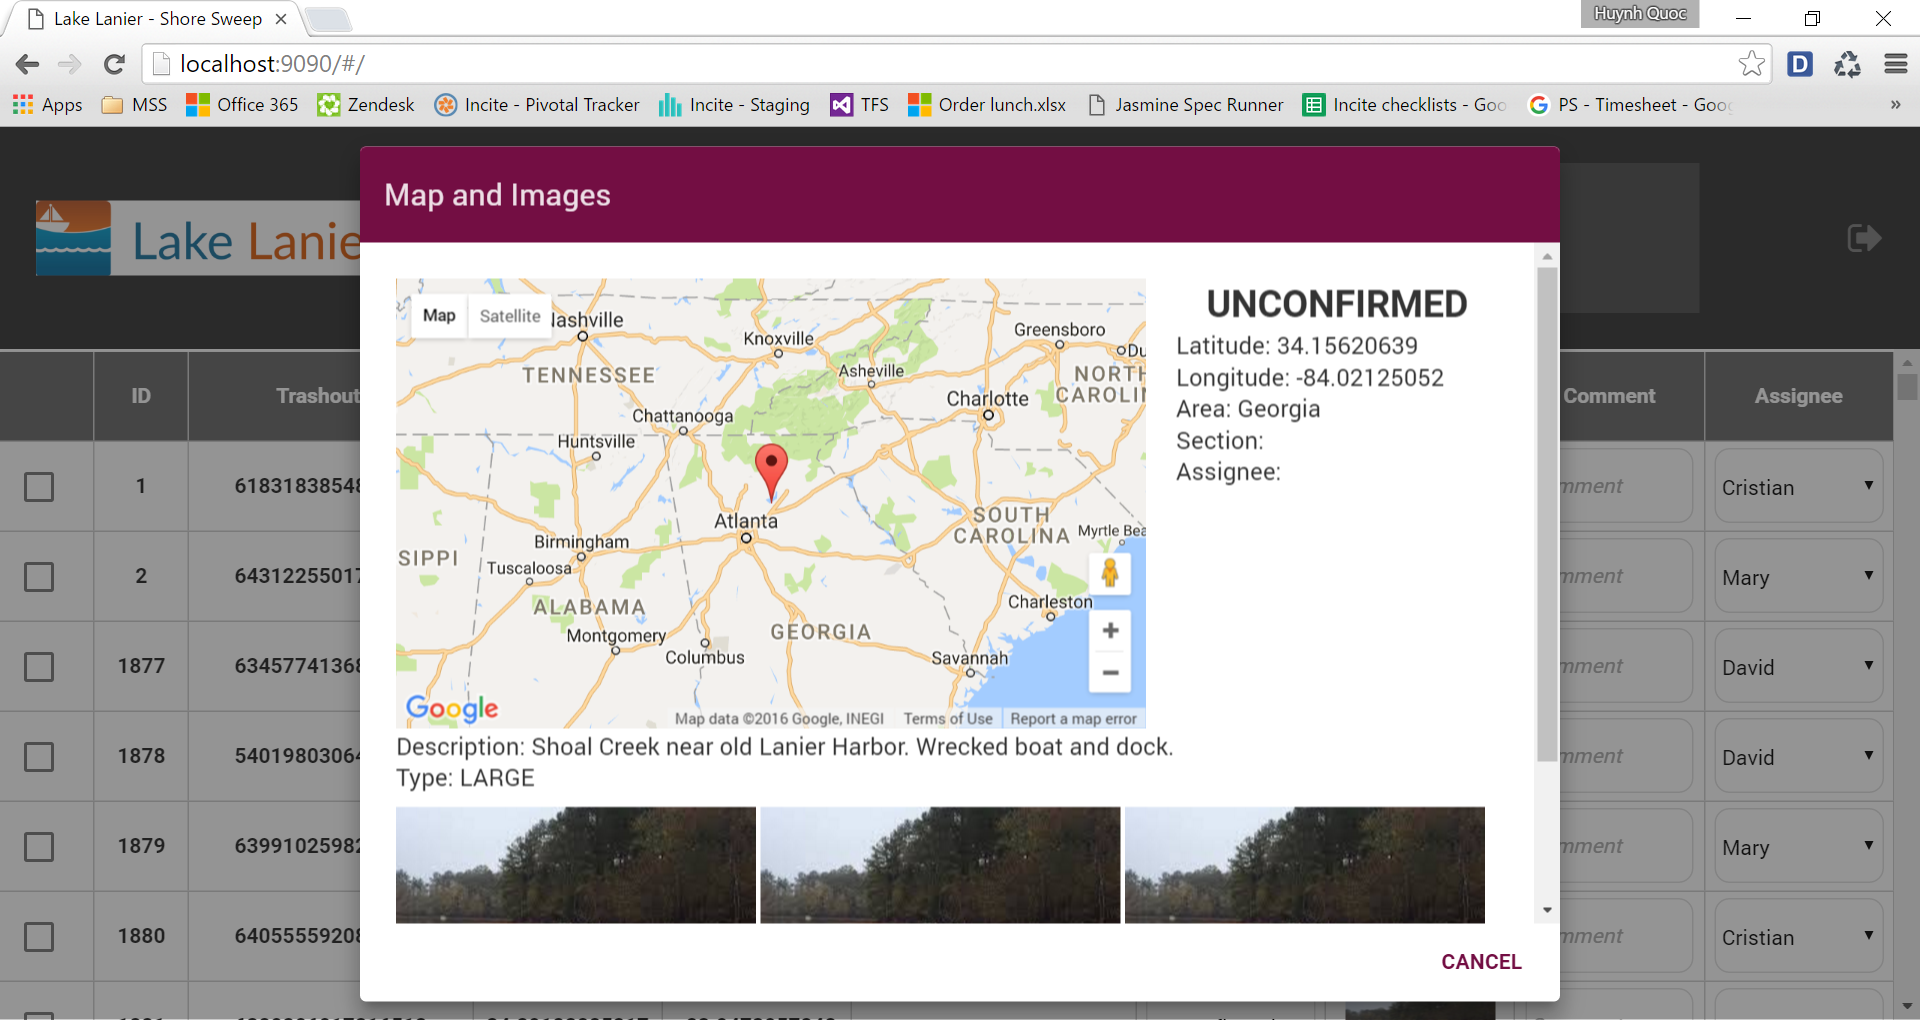 Lake Lanier - Shore Sweep
Huynh Quoc
localhost:9090/#/
Apps MSS Office 365 Zendesk Incite - Pivotal Tracker Incite - Staging TFS Order lunch.xlsx Jasmine Spec Runner Incite checklists - Goo PS - Timesheet - Goog »
Lake Lanie
Map and Images
Map Satellite
Nashville
Knoxville
Greensboro
Du
Asheville
TENNESSEE
NORTH
CAROLI
Charlotte
Chattanooga
Huntsville
Atlanta
SOUTH
CAROLINA
Myrtle Bea
Birmingham
SIPPI
Tuscaloosa
Charleston
ALABAMA
Montgomery
GEORGIA
Columbus
Savannah
Google
Map data ©2016 Google, INEGI Terms of Use Report a map error
UNCONFIRMED
Latitude: 34.15620639
Longitude: -84.02125052
Area: Georgia
Section:
Assignee:
Description: Shoal Creek near old Lanier Harbor. Wrecked boat and dock.
Type: LARGE
CANCEL
ID Trashout Comment Assignee
1 61831838548 mment Cristian
2 64312255017 mment Mary
1877 63457741368 mment David
1878 54019803064 mment David
1879 63991025982 mment Mary
1880 64055559208 mment Cristian